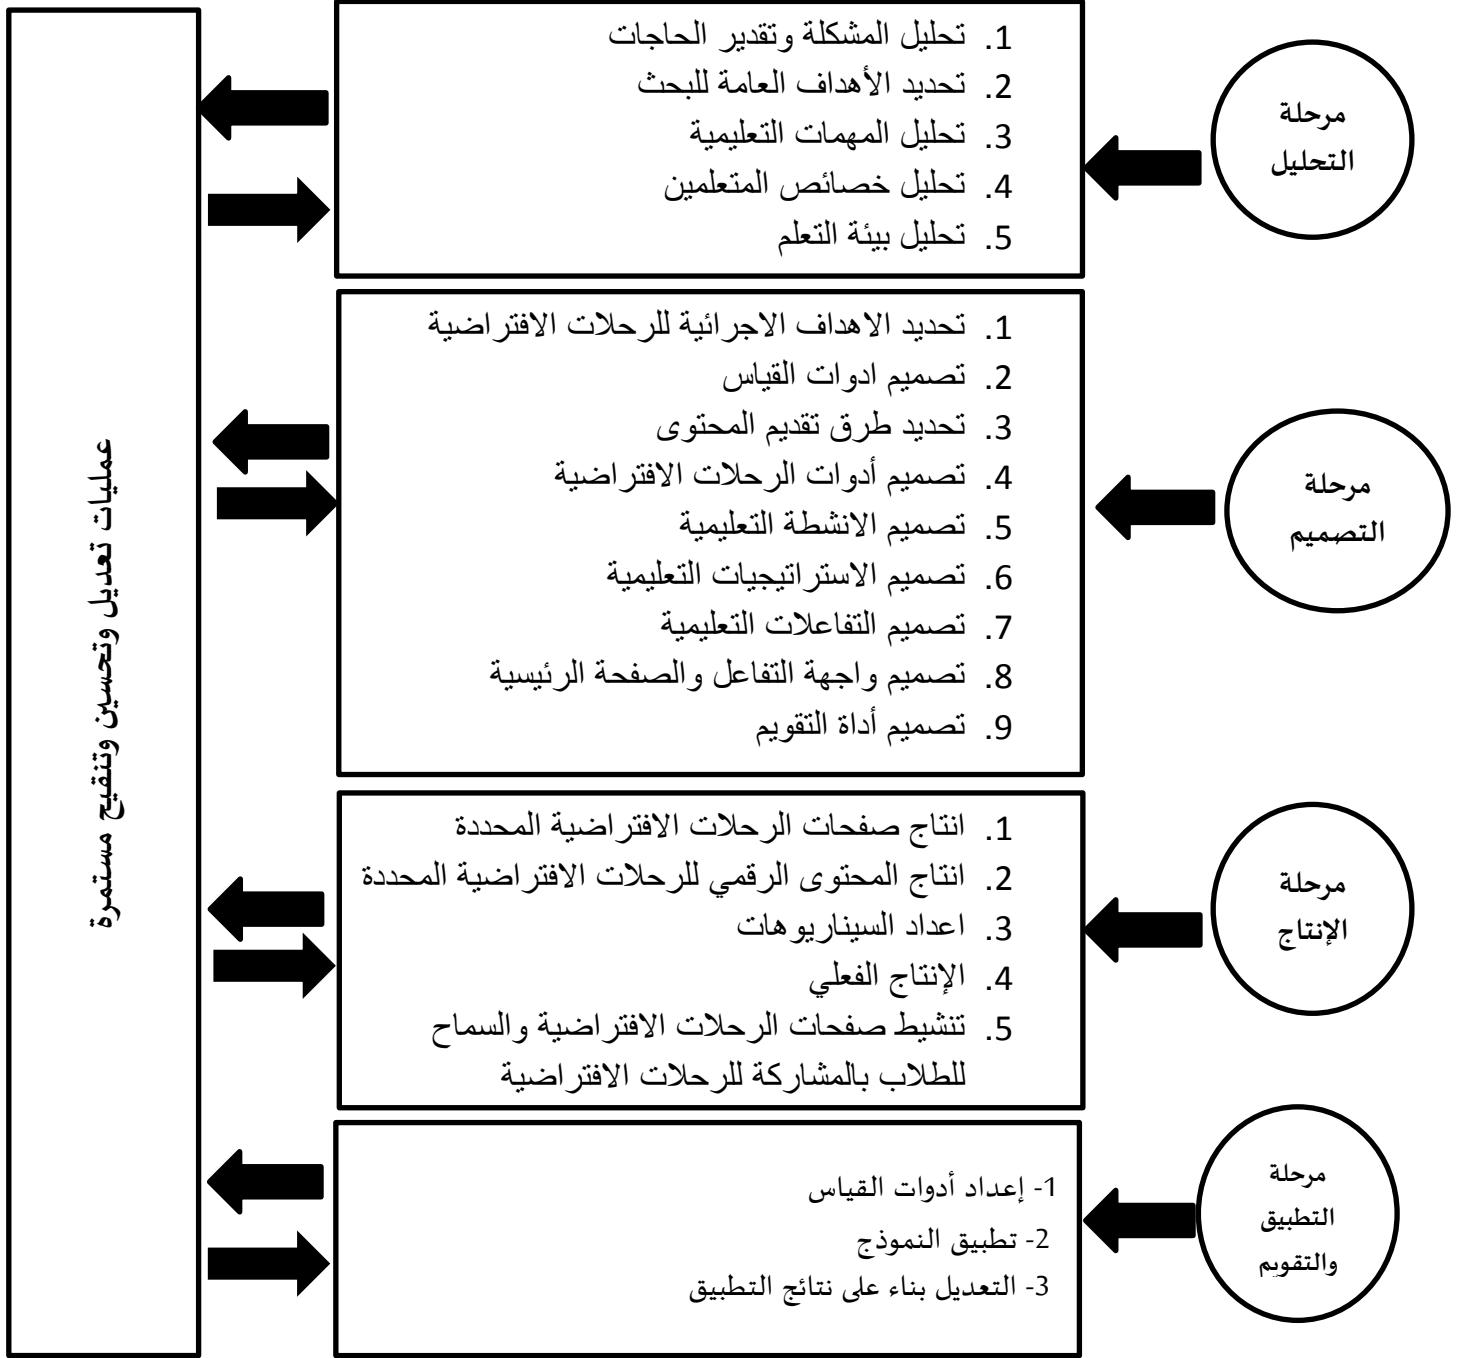 مرحلة
التحليل
1. تحليل المشكلة وتقدير الحاجات
2. تحديد الأهداف العامة للبحث
3. تحليل المهمات التعليمية
4. تحليل خصائص المتعلمين
5. تحليل بيئة التعلم
مرحلة
التصميم
1. تحديد الاهداف الاجرائية للرحلات الافتراضية
2. تصميم ادوات القياس
3. تحديد طرق تقديم المحتوى
4. تصميم أدوات الرحلات الافتراضية
5. تصميم الانشطة التعليمية
6. تصميم الاستراتيجيات التعليمية
7. تصميم التفاعلات التعليمية
8. تصميم واجهة التفاعل والصفحة الرئيسية
9. تصميم أداة التقويم
مرحلة
الإنتاج
1. انتاج صفحات الرحلات الافتراضية المحددة
2. انتاج المحتوى الرقمي للرحلات الافتراضية المحددة
3. اعداد السيناريوهات
4. الإنتاج الفعلي
5. تنشيط صفحات الرحلات الافتراضية والسماح
للطلاب بالمشاركة للرحلات الافتراضية
مرحلة
التطبيق
والتقويم
1- إعداد أدوات القياس
2- تطبيق النموذج
3- التعديل بناء على نتائج التطبيق
عمليات تعديل وتحسين وتنقيح مستمرة